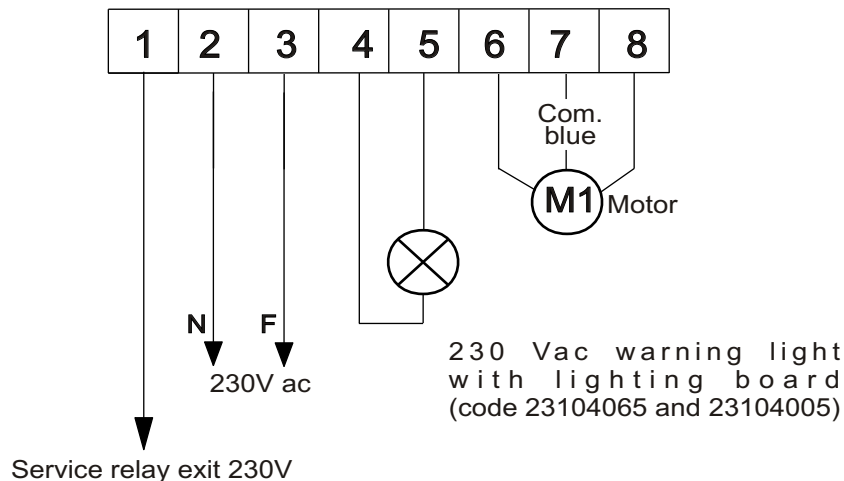 1 2 3 4 5 6 7 8
Com.
blue
M1 Motor
N F
230V ac
230 Vac warning light
with lighting board
(code 23104065 and 23104005)
Service relay exit 230V